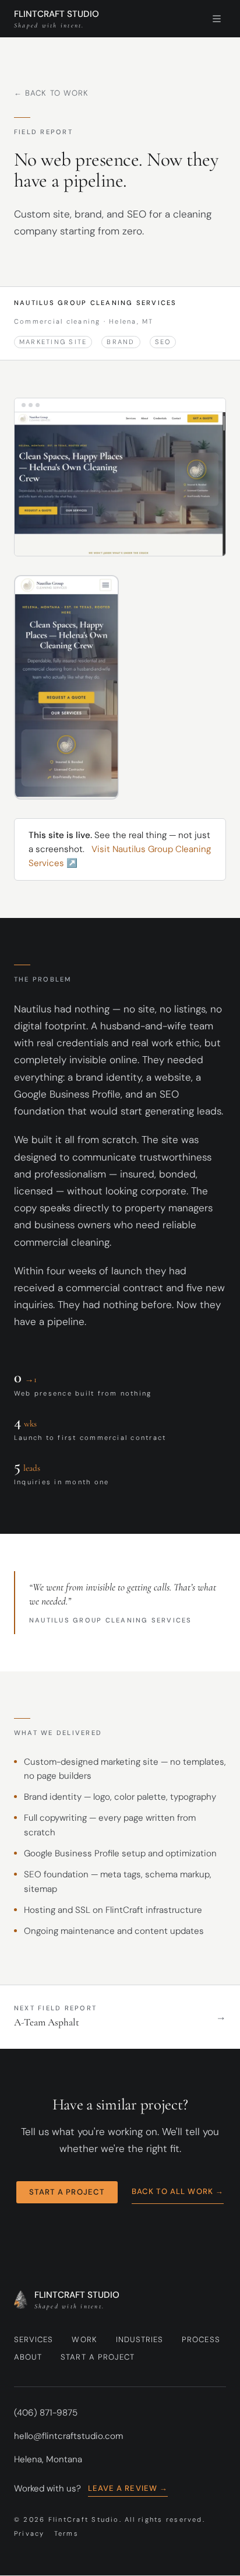 FLINTCRAFT STUDIO
Shaped with intent.
← BACK TO WORK
FIELD REPORT
No web presence. Now they
have a pipeline.
Custom site, brand, and SEO for a cleaning
company starting from zero.
NAUTILUS GROUP CLEANING SERVICES
Commercial cleaning · Helena, MT
MARKETING SITE BRAND SEO
Clean Spaces, Happy Places
— Helena's Own Cleaning
Crew
Nautilus Group
Clean Spaces, Happy
Places — Helena's Own
Cleaning Crew
REQUEST A QUOTE
OUR SERVICES
This site is live. See the real thing — not just
a screenshot. Visit Nautilus Group Cleaning
Services ↗
THE PROBLEM
Nautilus had nothing — no site, no listings, no
digital footprint. A husband-and-wife team
with real credentials and real work ethic, but
completely invisible online. They needed
everything: a brand identity, a website, a
Google Business Profile, and an SEO
foundation that would start generating leads.
We built it all from scratch. The site was
designed to communicate trustworthiness
and professionalism — insured, bonded,
licensed — without looking corporate. The
copy speaks directly to property managers
and business owners who need reliable
commercial cleaning.
Within four weeks of launch they had
received a commercial contract and five new
inquiries. They had nothing before. Now they
have a pipeline.
0 →1
Web presence built from nothing
4 wks
Launch to first commercial contract
5 leads
Inquiries in month one
“We went from invisible to getting calls. That’s what
we needed.”
NAUTILUS GROUP CLEANING SERVICES
WHAT WE DELIVERED
Custom-designed marketing site — no templates,
no page builders
Brand identity — logo, color palette, typography
Full copywriting — every page written from
scratch
Google Business Profile setup and optimization
SEO foundation — meta tags, schema markup,
sitemap
Hosting and SSL on FlintCraft infrastructure
Ongoing maintenance and content updates
NEXT FIELD REPORT
A-Team Asphalt →
Have a similar project?
Tell us what you're working on. We'll tell you
whether we're the right fit.
START A PROJECT BACK TO ALL WORK →
FLINTCRAFT STUDIO
Shaped with intent.
SERVICES WORK INDUSTRIES PROCESS
ABOUT START A PROJECT
(406) 871-9875
hello@flintcraftstudio.com
Helena, Montana
Worked with us? LEAVE A REVIEW →
© 2026 FlintCraft Studio. All rights reserved.
Privacy Terms